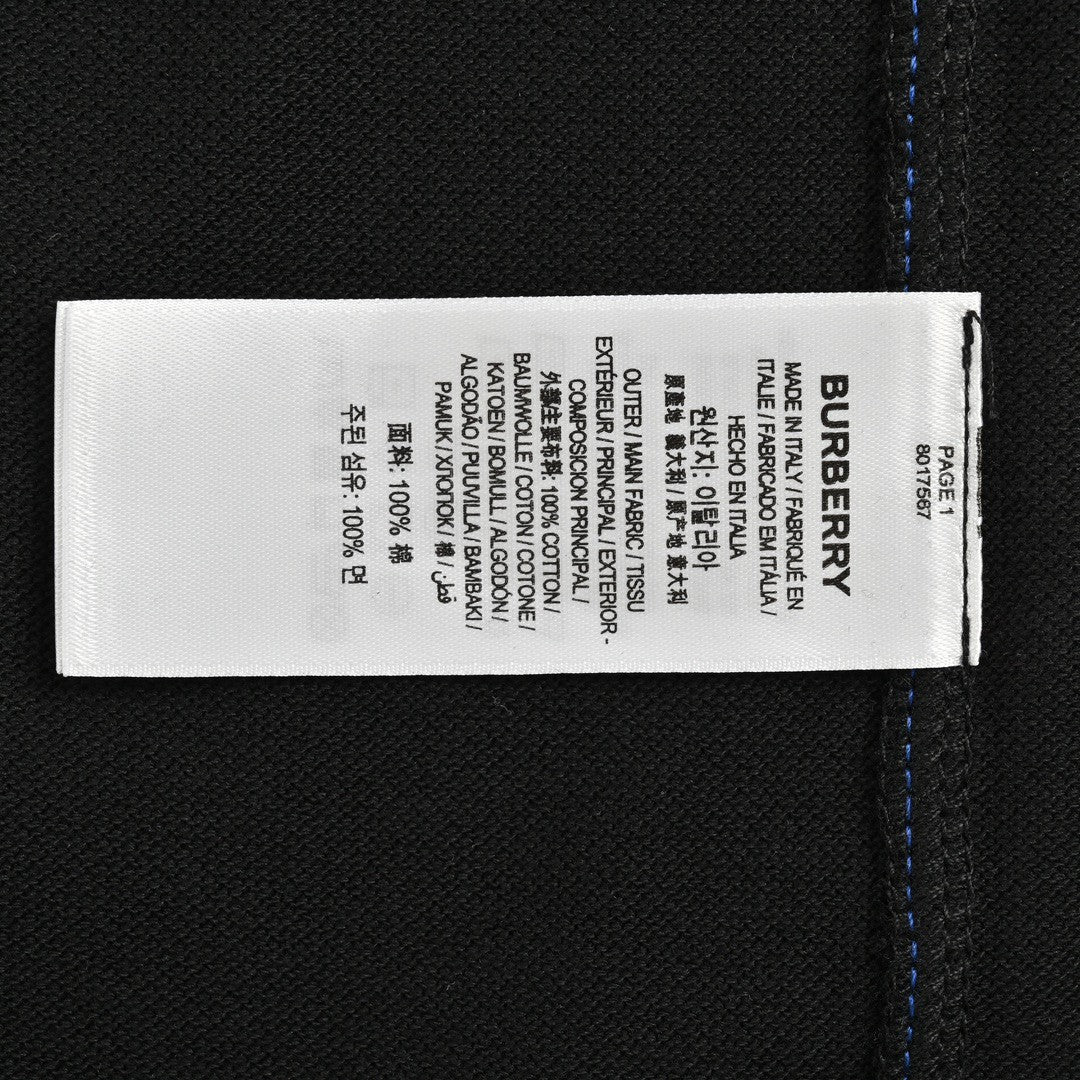 PAGE 1
8017567
BURBERRY
MADE IN ITALY / FABRIQUÉ EN
ITALIE / FABRICADO EM ITÁLIA /
HECHO EN ITALIA
원산지: 이탈리아
原產地 義大利 / 原产地 意大利
OUTER / MAIN FABRIC / TISSU
EXTÉRIEUR / PRINCIPAL / EXTERIOR -
COMPOSICION PRINCIPAL /
外部主要布料: 100% COTTON /
BAUMWOLLE / COTON / COTONE /
KATOEN / BOMULL / ALGODÓN /
ALGODÃO / PUUVILLA / BAMBAKI /
PAMUK / ХЛОПОК / 棉 / قطن
面料: 100% 棉
주된 섬유: 100% 면